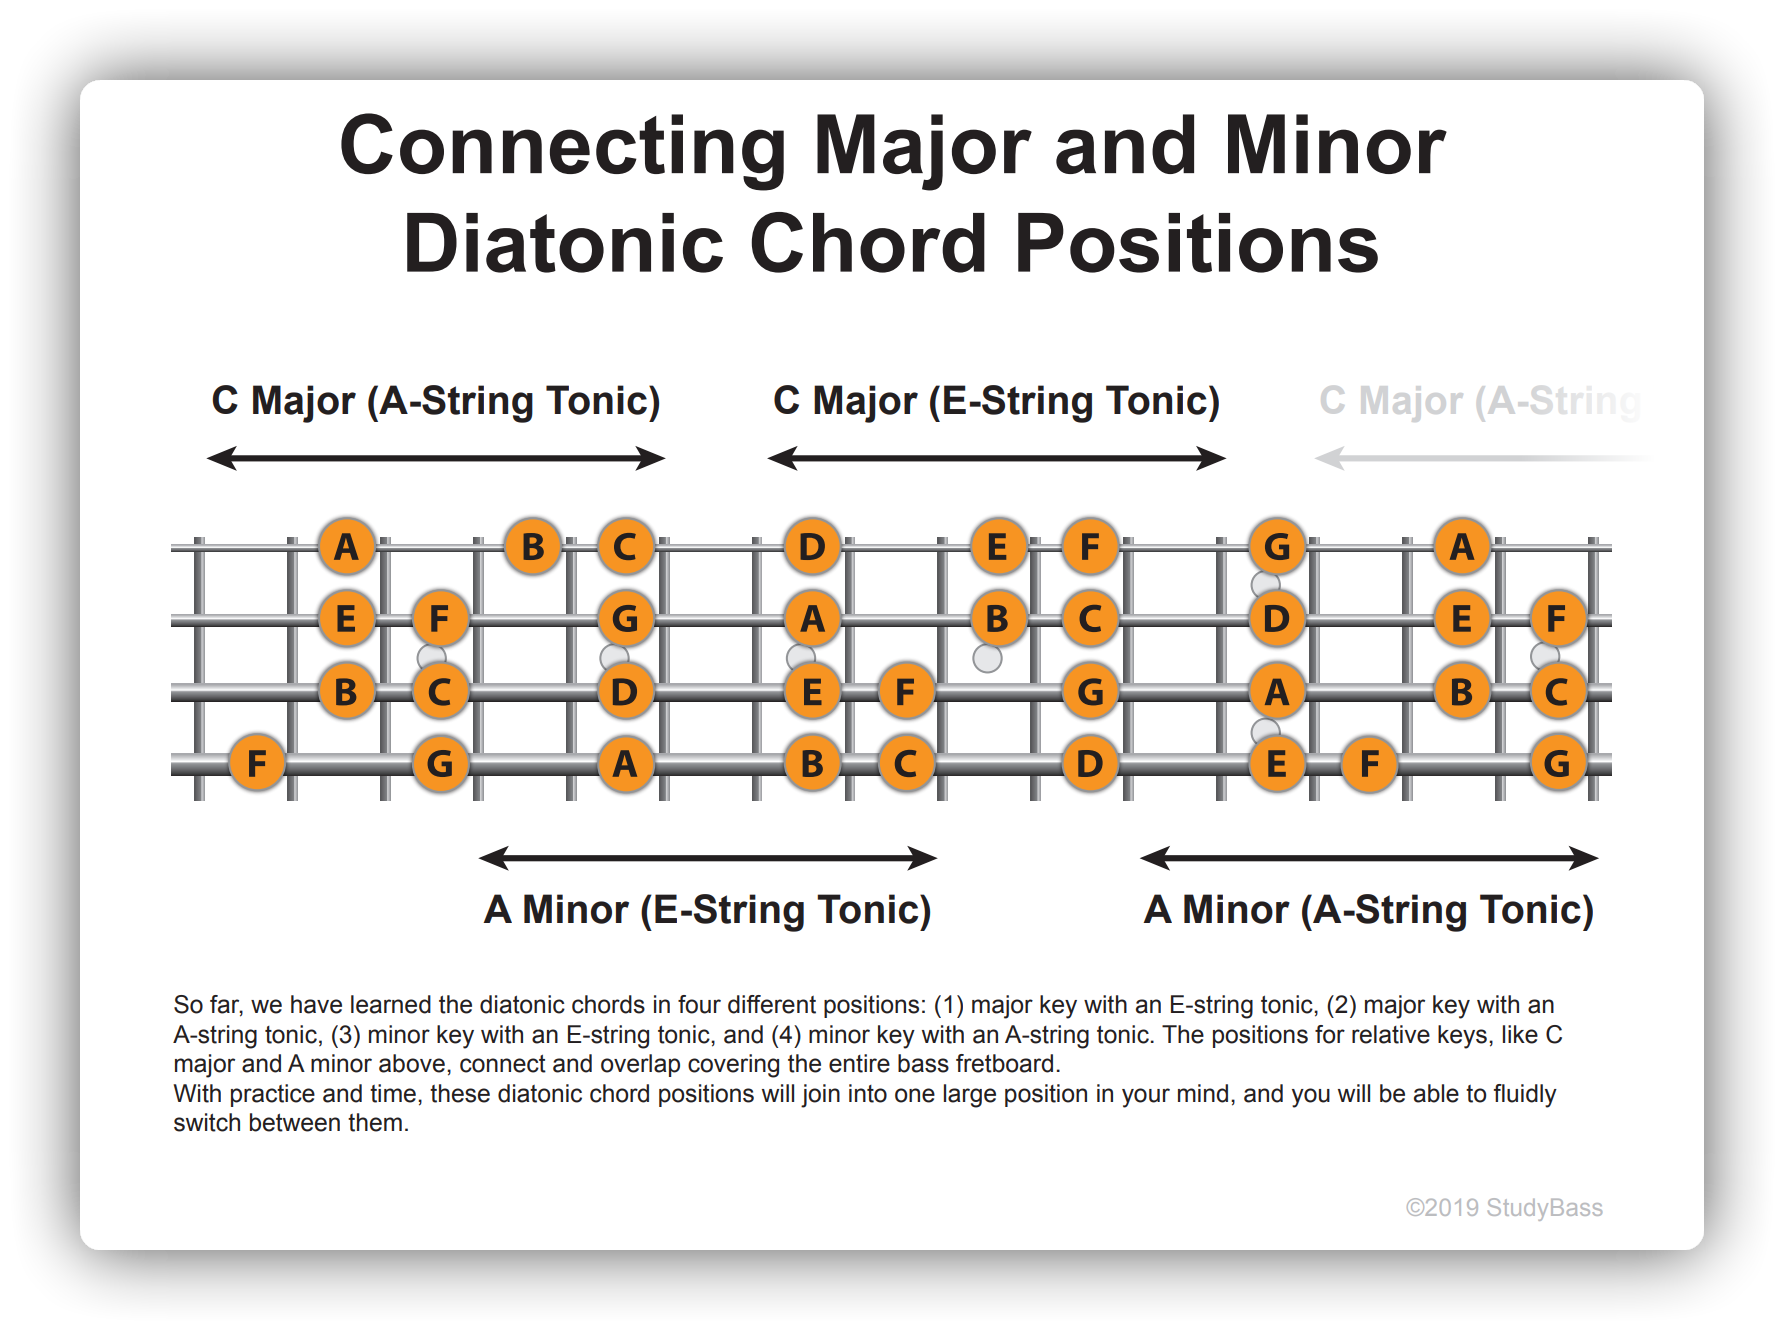 Connecting Major and Minor
Diatonic Chord Positions
C Major (A-String Tonic) C Major (E-String Tonic) C Major (A-String
A B C D E F G A
E F G A B C D E F
B C D E F G A B C
F G A B C D E F G
A Minor (E-String Tonic) A Minor (A-String Tonic)
So far, we have learned the diatonic chords in four different positions: (1) major key with an E-string tonic, (2) major key with an
A-string tonic, (3) minor key with an E-string tonic, and (4) minor key with an A-string tonic. The positions for relative keys, like C
major and A minor above, connect and overlap covering the entire bass fretboard.
With practice and time, these diatonic chord positions will join into one large position in your mind, and you will be able to fluidly
switch between them.
©2019 StudyBass